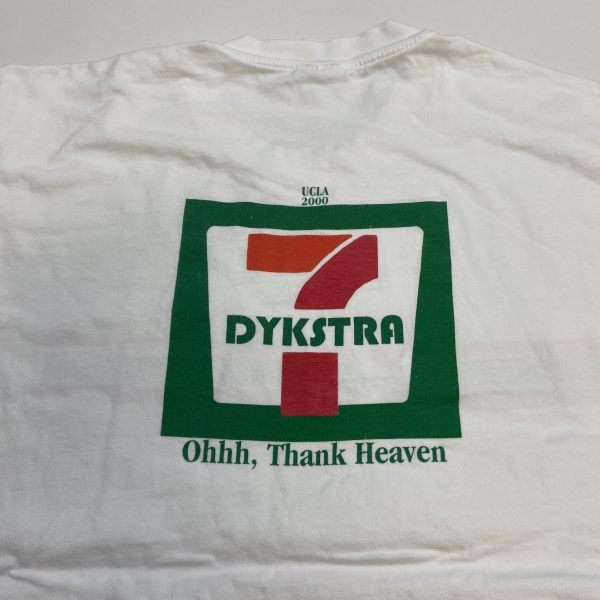 UCLA
2000
7
DYKSTRA
Ohhh, Thank Heaven